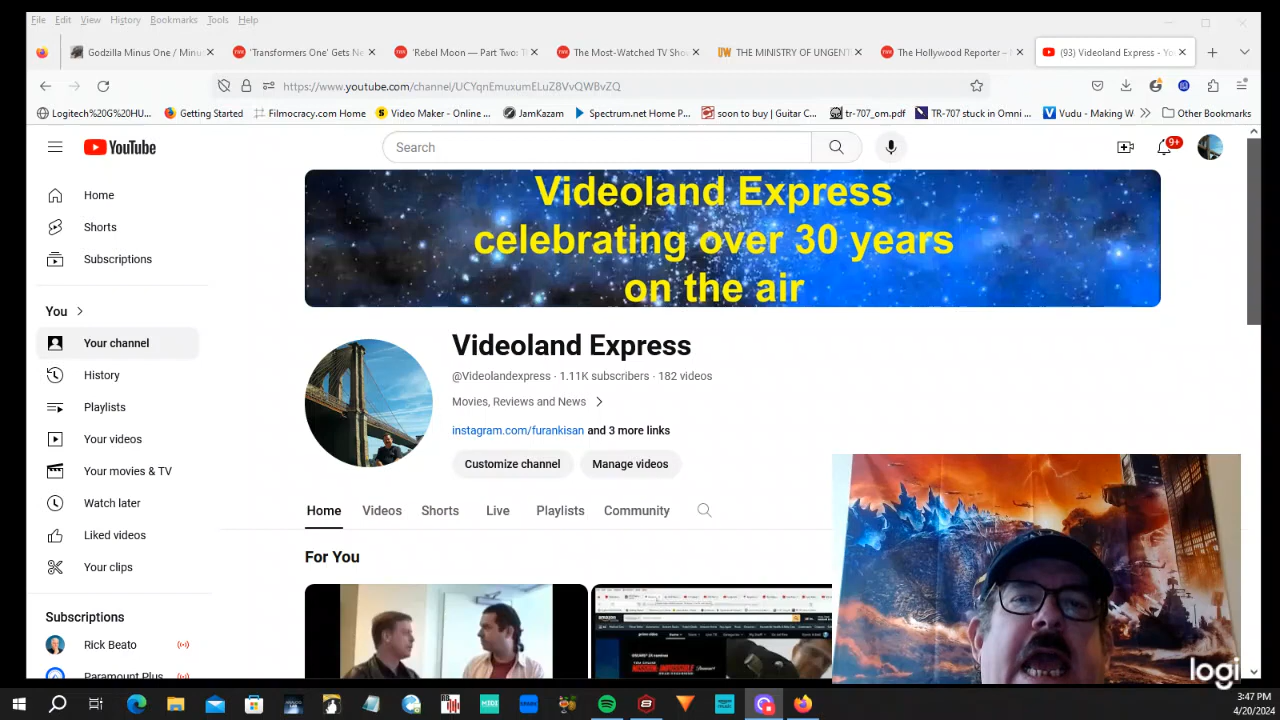 File Edit View History Bookmarks Tools Help
Godzilla Minus One / Minu
'Transformers One' Gets Ne
'Rebel Moon — Part Two: T
The Most-Watched TV Sho
THE MINISTRY OF UNGENT
The Hollywood Reporter –
(93) Videoland Express - Yo
https://www.youtube.com/channel/UCYqnEmuxumELuZ8VvQWBvZQ
Logitech%20G%20HU...
Getting Started
Filmocracy.com Home
Video Maker - Online ...
JamKazam
Spectrum.net Home P...
soon to buy | Guitar C...
tr-707_om.pdf
TR-707 stuck in Omni ...
Vudu - Making W
Other Bookmarks
YouTube
Search
9+
Home
Shorts
Subscriptions
You
Your channel
History
Playlists
Your videos
Your movies & TV
Watch later
Liked videos
Your clips
Subscriptions
Rick Beato
Paramount Plus
Videoland Express
celebrating over 30 years
on the air
Videoland Express
@Videolandexpress · 1.11K subscribers · 182 videos
Movies, Reviews and News
instagram.com/furankisan and 3 more links
Customize channel
Manage videos
Home Videos Shorts Live Playlists Community
For You
logi
3:47 PM
4/20/2024